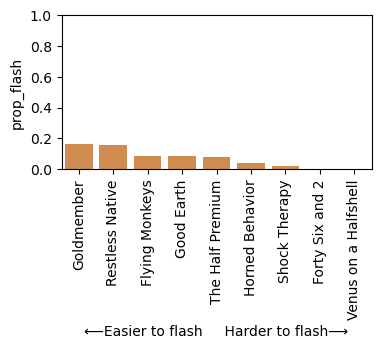 prop_flash
1.0
0.8
0.6
0.4
0.2
0.0
Goldmember
Restless Native
Flying Monkeys
Good Earth
The Half Premium
Horned Behavior
Shock Therapy
Forty Six and 2
Venus on a Halfshell
⟵Easier to flash     Harder to flash⟶